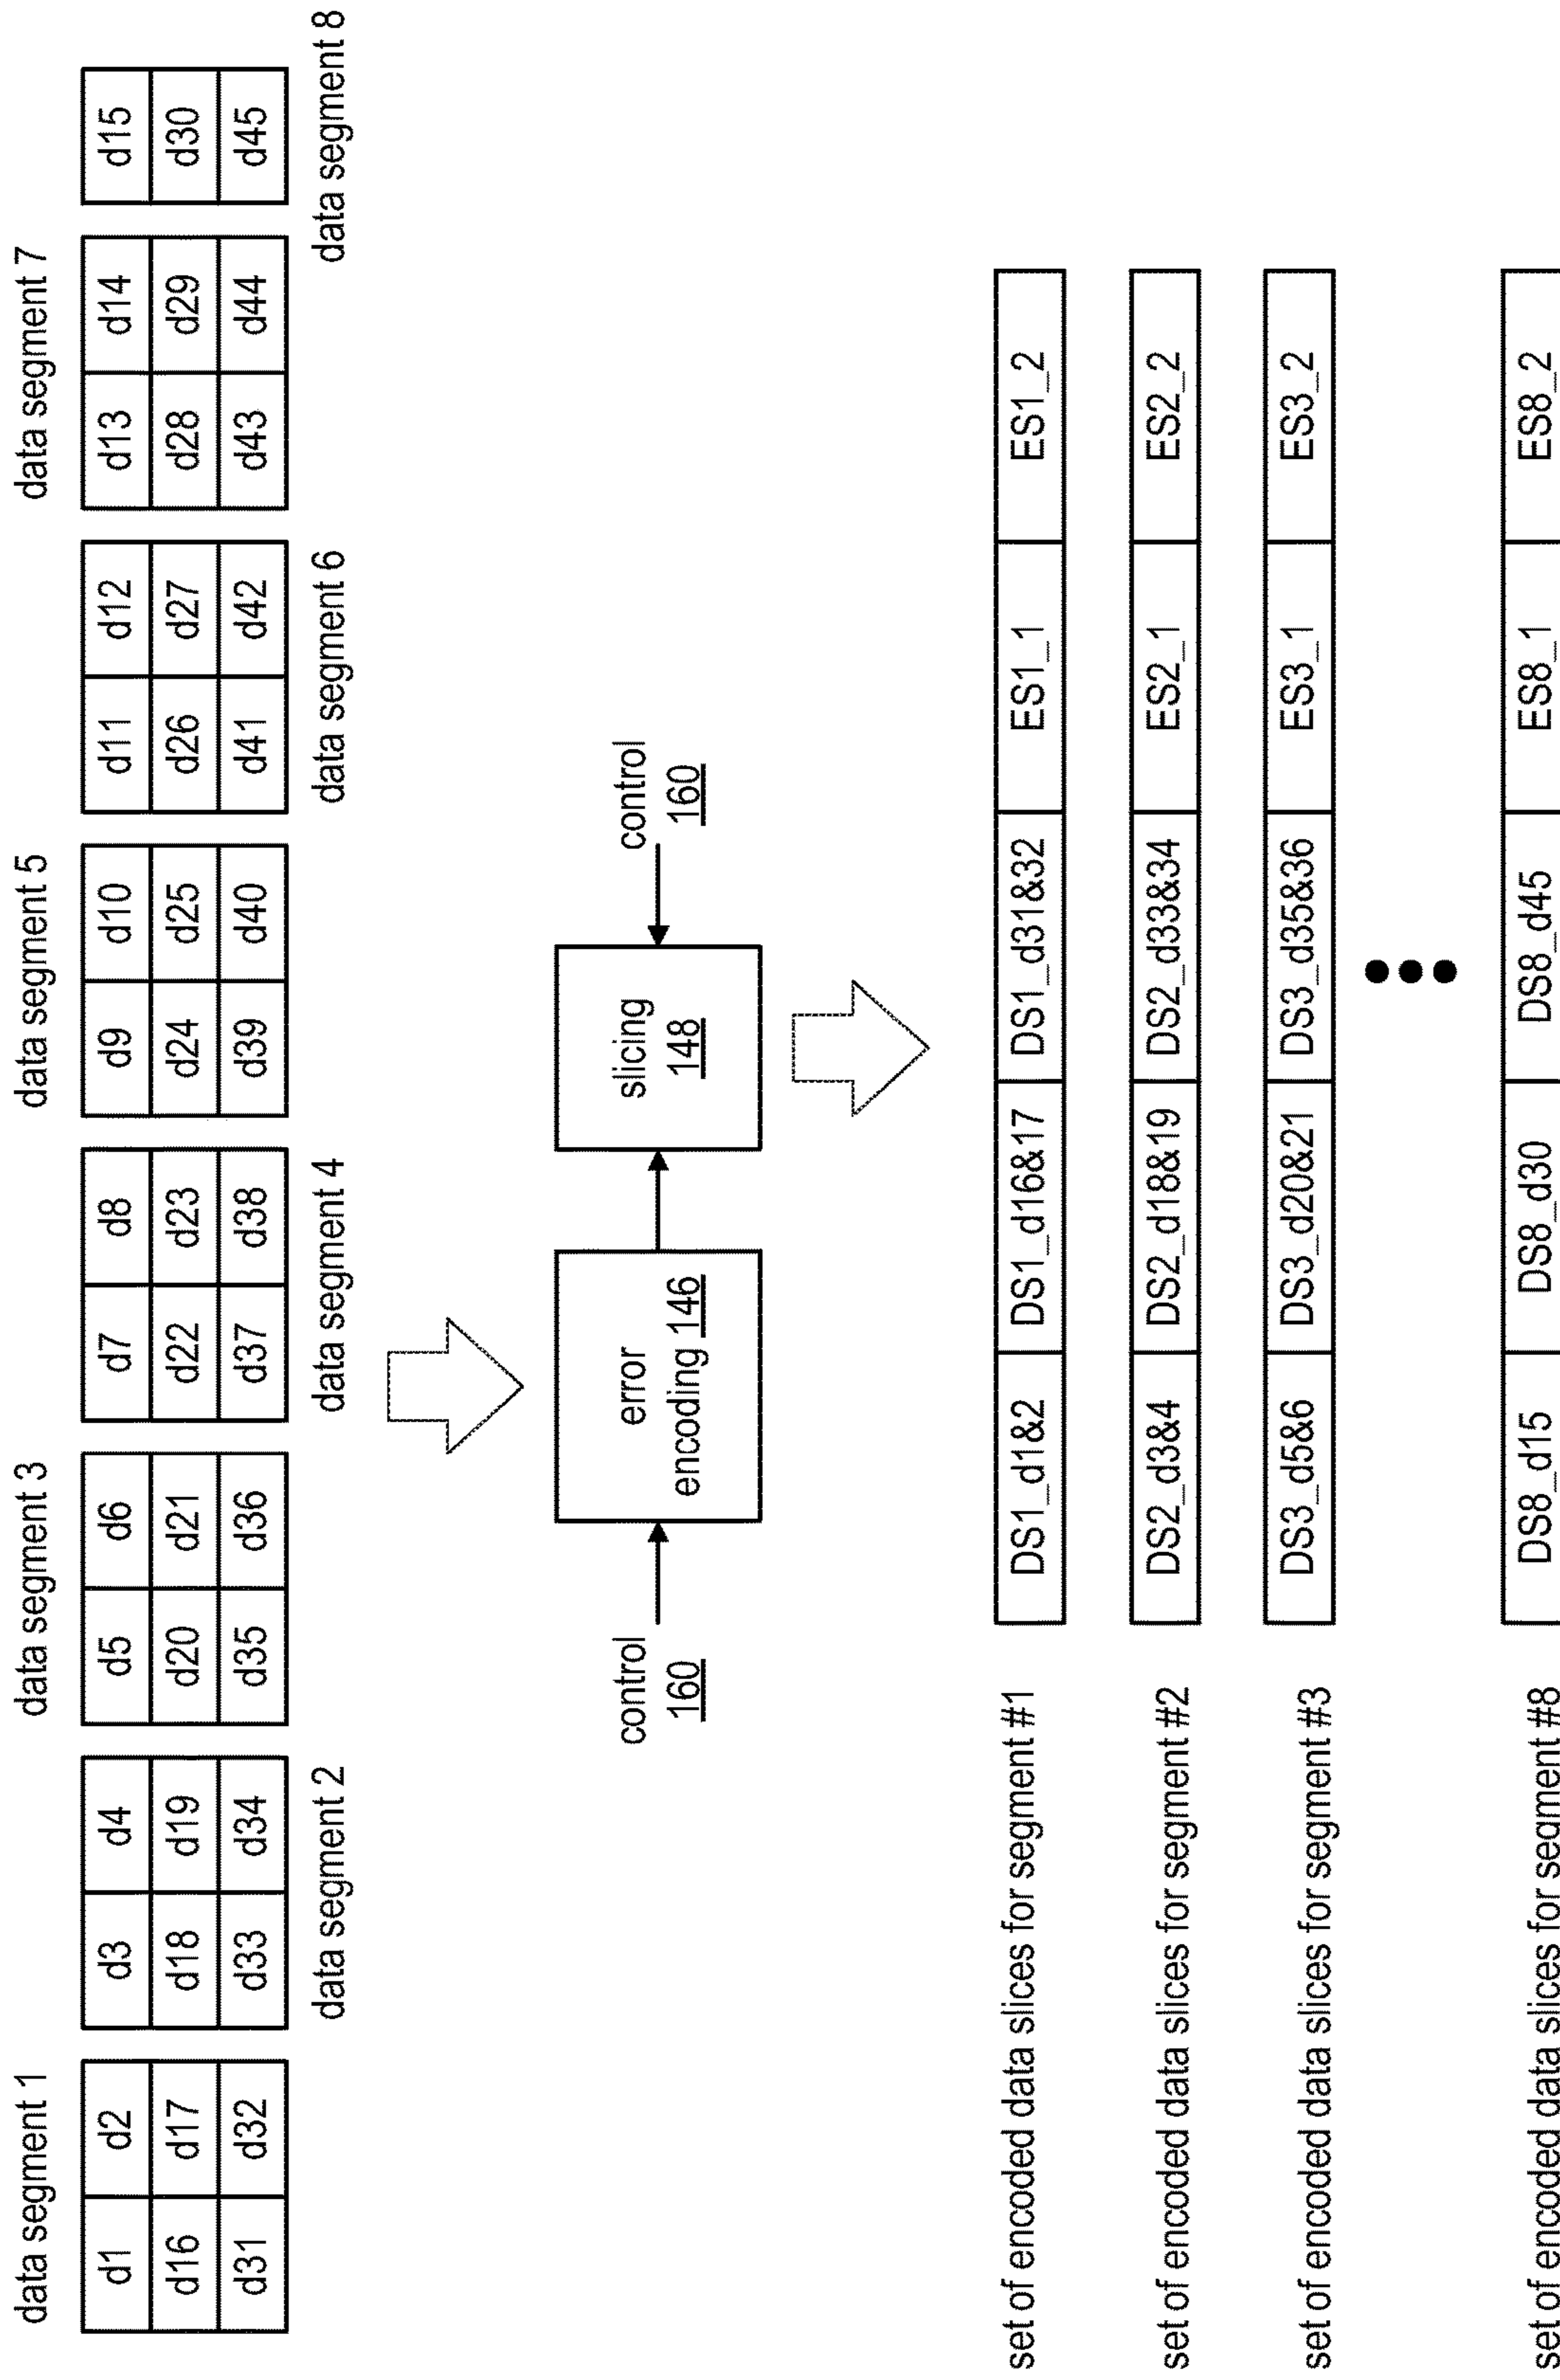 data segment 1
data segment 3
data segment 5
data segment 7
d1 d2 d3 d4 d5 d6 d7 d8 d9 d10 d11 d12 d13 d14 d15
d16 d17 d18 d19 d20 d21 d22 d23 d24 d25 d26 d27 d28 d29 d30
d31 d32 d33 d34 d35 d36 d37 d38 d39 d40 d41 d42 d43 d44 d45
data segment 2
data segment 4
data segment 6
data segment 8
control
160
error
encoding 146
slicing
148
control
160
set of encoded data slices for segment #1 DS1_d1&2 DS1_d16&17 DS1_d31&32 ES1_1 ES1_2
set of encoded data slices for segment #2 DS2_d3&4 DS2_d18&19 DS2_d33&34 ES2_1 ES2_2
set of encoded data slices for segment #3 DS3_d5&6 DS3_d20&21 DS3_d35&36 ES3_1 ES3_2
set of encoded data slices for segment #8 DS8_d15 DS8_d30 DS8_d45 ES8_1 ES8_2